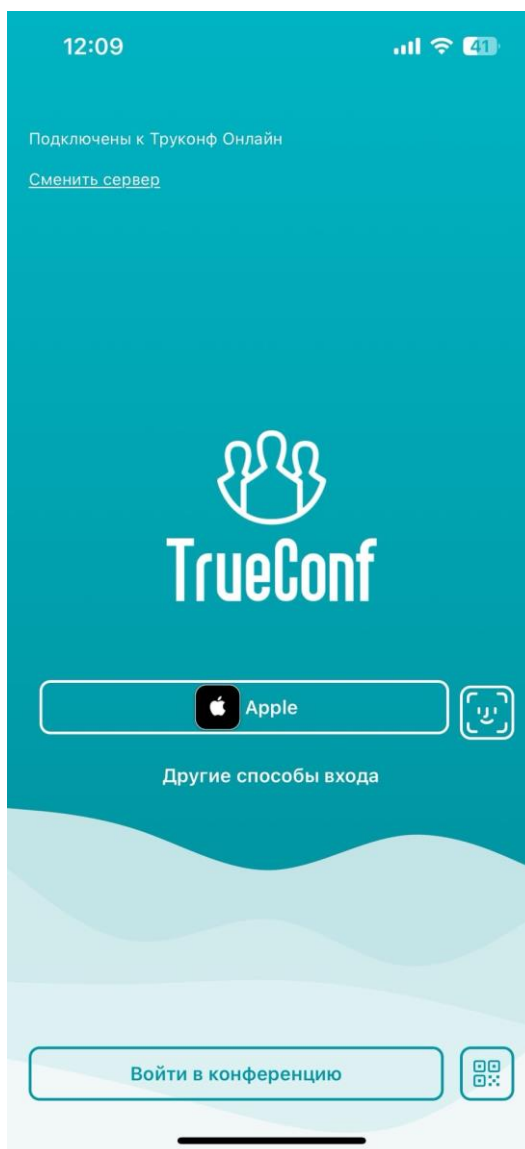 12:09
41
Подключены к Труконф Онлайн
Сменить сервер
TrueConf
Apple
Другие способы входа
Войти в конференцию